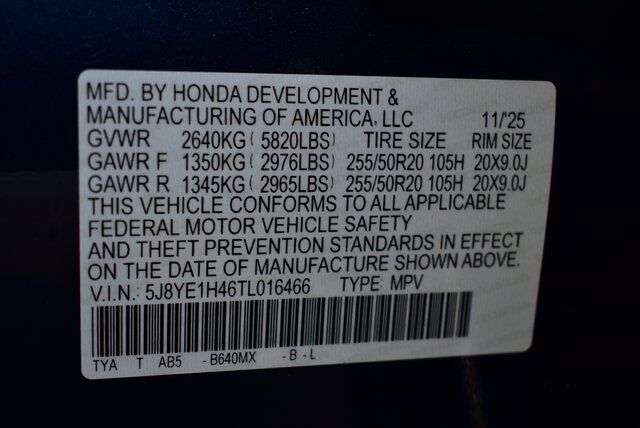 MFD. BY HONDA DEVELOPMENT &
MANUFACTURING OF AMERICA, LLC 11/'25
GVWR 2640KG ( 5820LBS) TIRE SIZE RIM SIZE
GAWR F 1350KG ( 2976LBS) 255/50R20 105H 20X9.0J
GAWR R 1345KG ( 2965LBS) 255/50R20 105H 20X9.0J
THIS VEHICLE CONFORMS TO ALL APPLICABLE
FEDERAL MOTOR VEHICLE SAFETY
AND THEFT PREVENTION STANDARDS IN EFFECT
ON THE DATE OF MANUFACTURE SHOWN ABOVE.
V.I.N.: 5J8YE1H46TL016466 TYPE: MPV
TYA T AB5 - B640MX - B - L